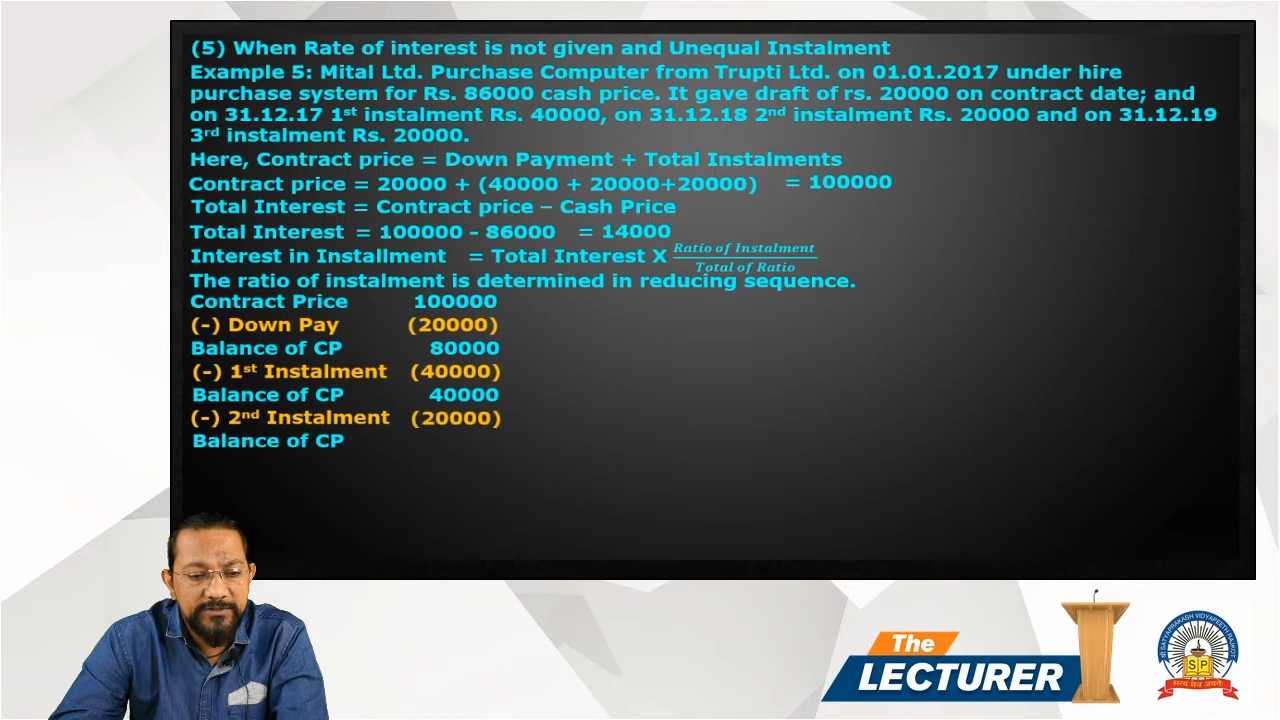 (5) When Rate of interest is not given and Unequal Instalment
Example 5: Mital Ltd. Purchase Computer from Trupti Ltd. on 01.01.2017 under hire
purchase system for Rs. 86000 cash price. It gave draft of rs. 20000 on contract date; and
on 31.12.17 1st instalment Rs. 40000, on 31.12.18 2nd instalment Rs. 20000 and on 31.12.19
3rd instalment Rs. 20000.
Here, Contract price = Down Payment + Total Instalments
Contract price = 20000 + (40000 + 20000+20000) = 100000
Total Interest = Contract price – Cash Price
Total Interest = 100000 - 86000 = 14000
Interest in Installment = Total Interest X Ratio of Instalment / Total of Ratio
The ratio of instalment is determined in reducing sequence.
Contract Price 100000
(-) Down Pay (20000)
Balance of CP 80000
(-) 1st Instalment (40000)
Balance of CP 40000
(-) 2nd Instalment (20000)
Balance of CP
The
LECTURER
SP